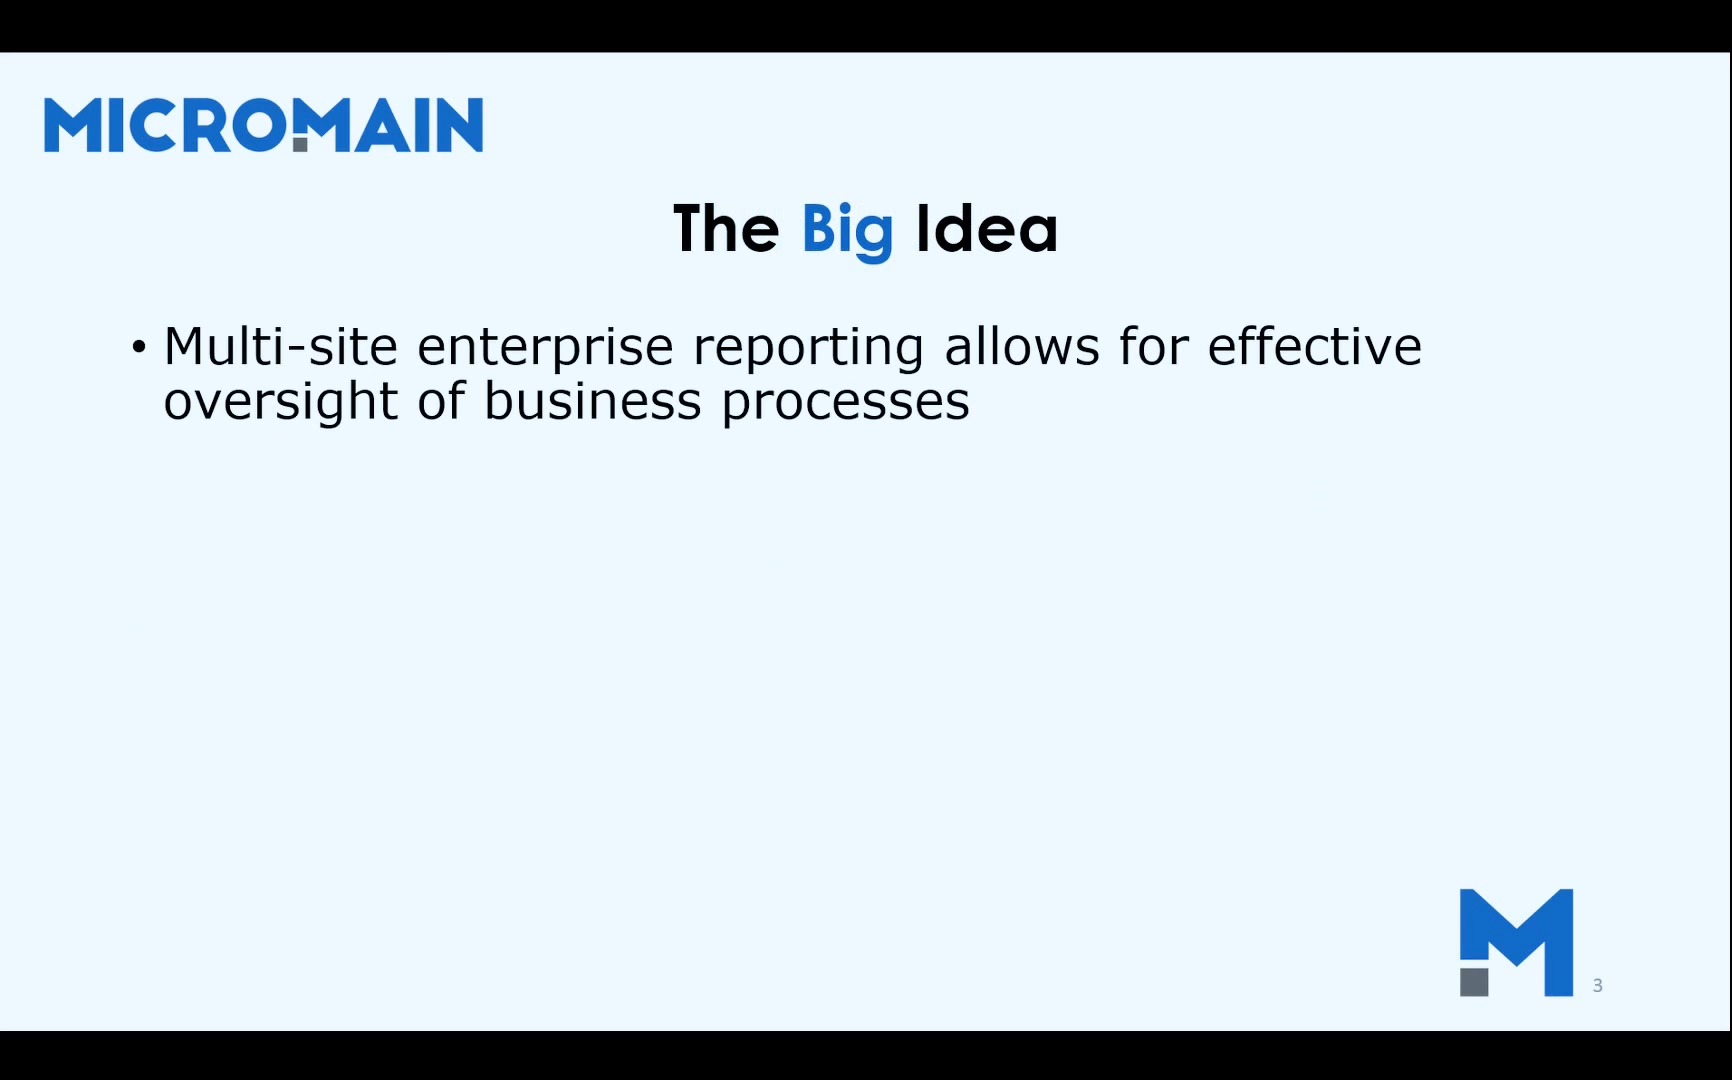 MICROMAIN
The Big Idea
• Multi-site enterprise reporting allows for effective
oversight of business processes
M
3